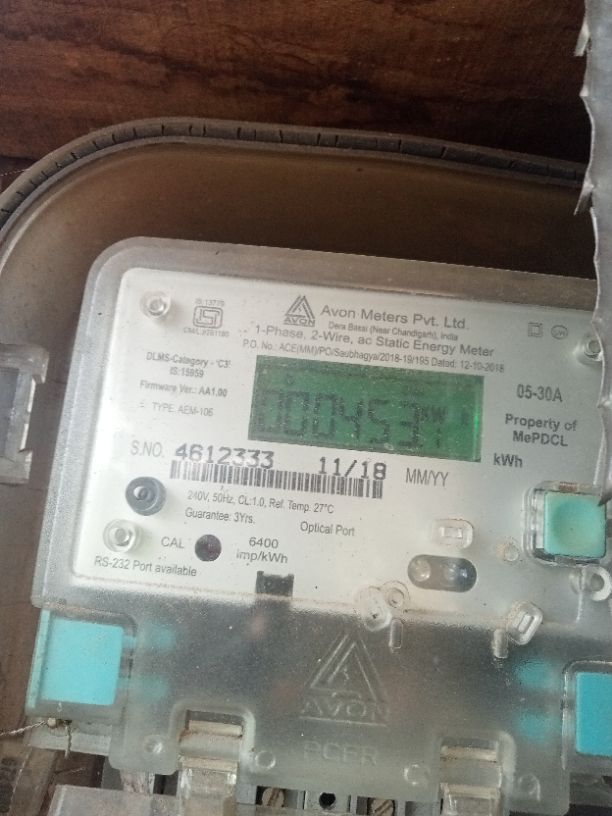 IS:13779
ISI
CM/L
AVON
Avon Meters Pvt. Ltd.
Dera Bassi (Near Chandigarh), India
1-Phase, 2-Wire, ac Static Energy Meter
P.O. No.: ACE(MM)/PO/Saubhagya/2018-19/195 Dated: 12-10-2018
DLMS-Category - 'C3'
IS:15959
Firmware Ver.: AA1.00
TYPE AEM-106
000453
kWh
05-30A
Property of
MePDCL
S.NO. 4612333 11/18 MM/YY
240V, 50Hz, CL:1.0, Ref. Temp. 27°C
Guarantee: 3Yrs.
Optical Port
CAL 6400
imp/kWh
RS-232 Port available
AVON